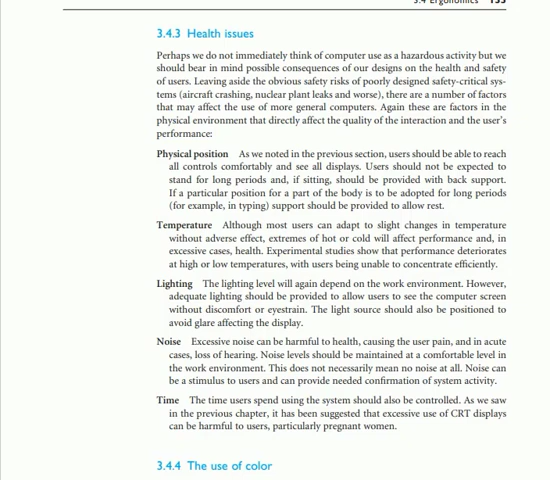 3.4 Ergonomics 133
3.4.3 Health issues
Perhaps we do not immediately think of computer use as a hazardous activity but we
should bear in mind possible consequences of our designs on the health and safety
of users. Leaving aside the obvious safety risks of poorly designed safety-critical sys-
tems (aircraft crashing, nuclear plant leaks and worse), there are a number of factors
that may affect the use of more general computers. Again these are factors in the
physical environment that directly affect the quality of the interaction and the user's
performance:
Physical position As we noted in the previous section, users should be able to reach
all controls comfortably and see all displays. Users should not be expected to
stand for long periods and, if sitting, should be provided with back support.
If a particular position for a part of the body is to be adopted for long periods
(for example, in typing) support should be provided to allow rest.
Temperature Although most users can adapt to slight changes in temperature
without adverse effect, extremes of hot or cold will affect performance and, in
excessive cases, health. Experimental studies show that performance deteriorates
at high or low temperatures, with users being unable to concentrate efficiently.
Lighting The lighting level will again depend on the work environment. However,
adequate lighting should be provided to allow users to see the computer screen
without discomfort or eyestrain. The light source should also be positioned to
avoid glare affecting the display.
Noise Excessive noise can be harmful to health, causing the user pain, and in acute
cases, loss of hearing. Noise levels should be maintained at a comfortable level in
the work environment. This does not necessarily mean no noise at all. Noise can
be a stimulus to users and can provide needed confirmation of system activity.
Time The time users spend using the system should also be controlled. As we saw
in the previous chapter, it has been suggested that excessive use of CRT displays
can be harmful to users, particularly pregnant women.
3.4.4 The use of color